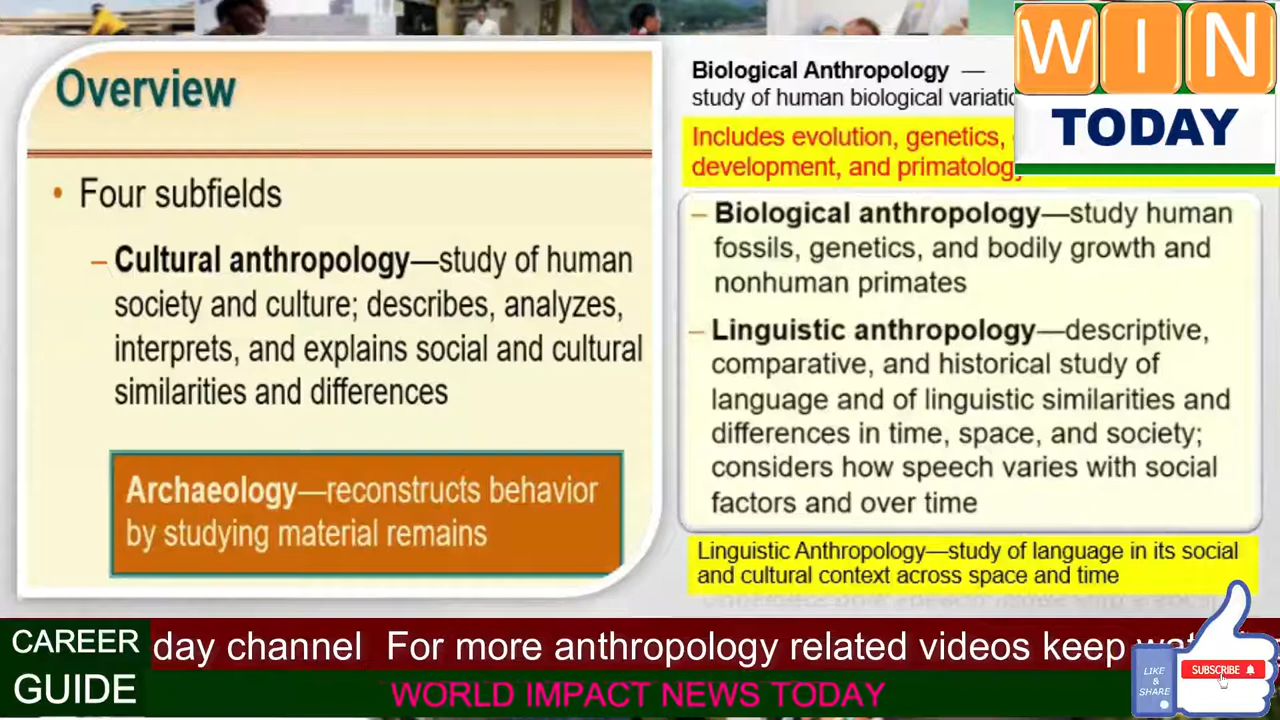 Overview
• Four subfields
– Cultural anthropology—study of human
society and culture; describes, analyzes,
interprets, and explains social and cultural
similarities and differences
Archaeology—reconstructs behavior
by studying material remains
Biological Anthropology —
study of human biological
Includes evolution, genetics,
development, and
– Biological anthropology—study human
fossils, genetics, and bodily growth and
nonhuman primates
– Linguistic anthropology—descriptive,
comparative, and historical study of
language and of linguistic similarities and
differences in time, space, and society;
considers how speech varies with social
factors and over time
Linguistic Anthropology—study of language in its social
and cultural context across space and time
WIN
TODAY
CAREER
GUIDE
day channel For more anthropology related videos keep
WORLD IMPACT NEWS TODAY
LIKE
&
SHARE
SUBSCRIBE